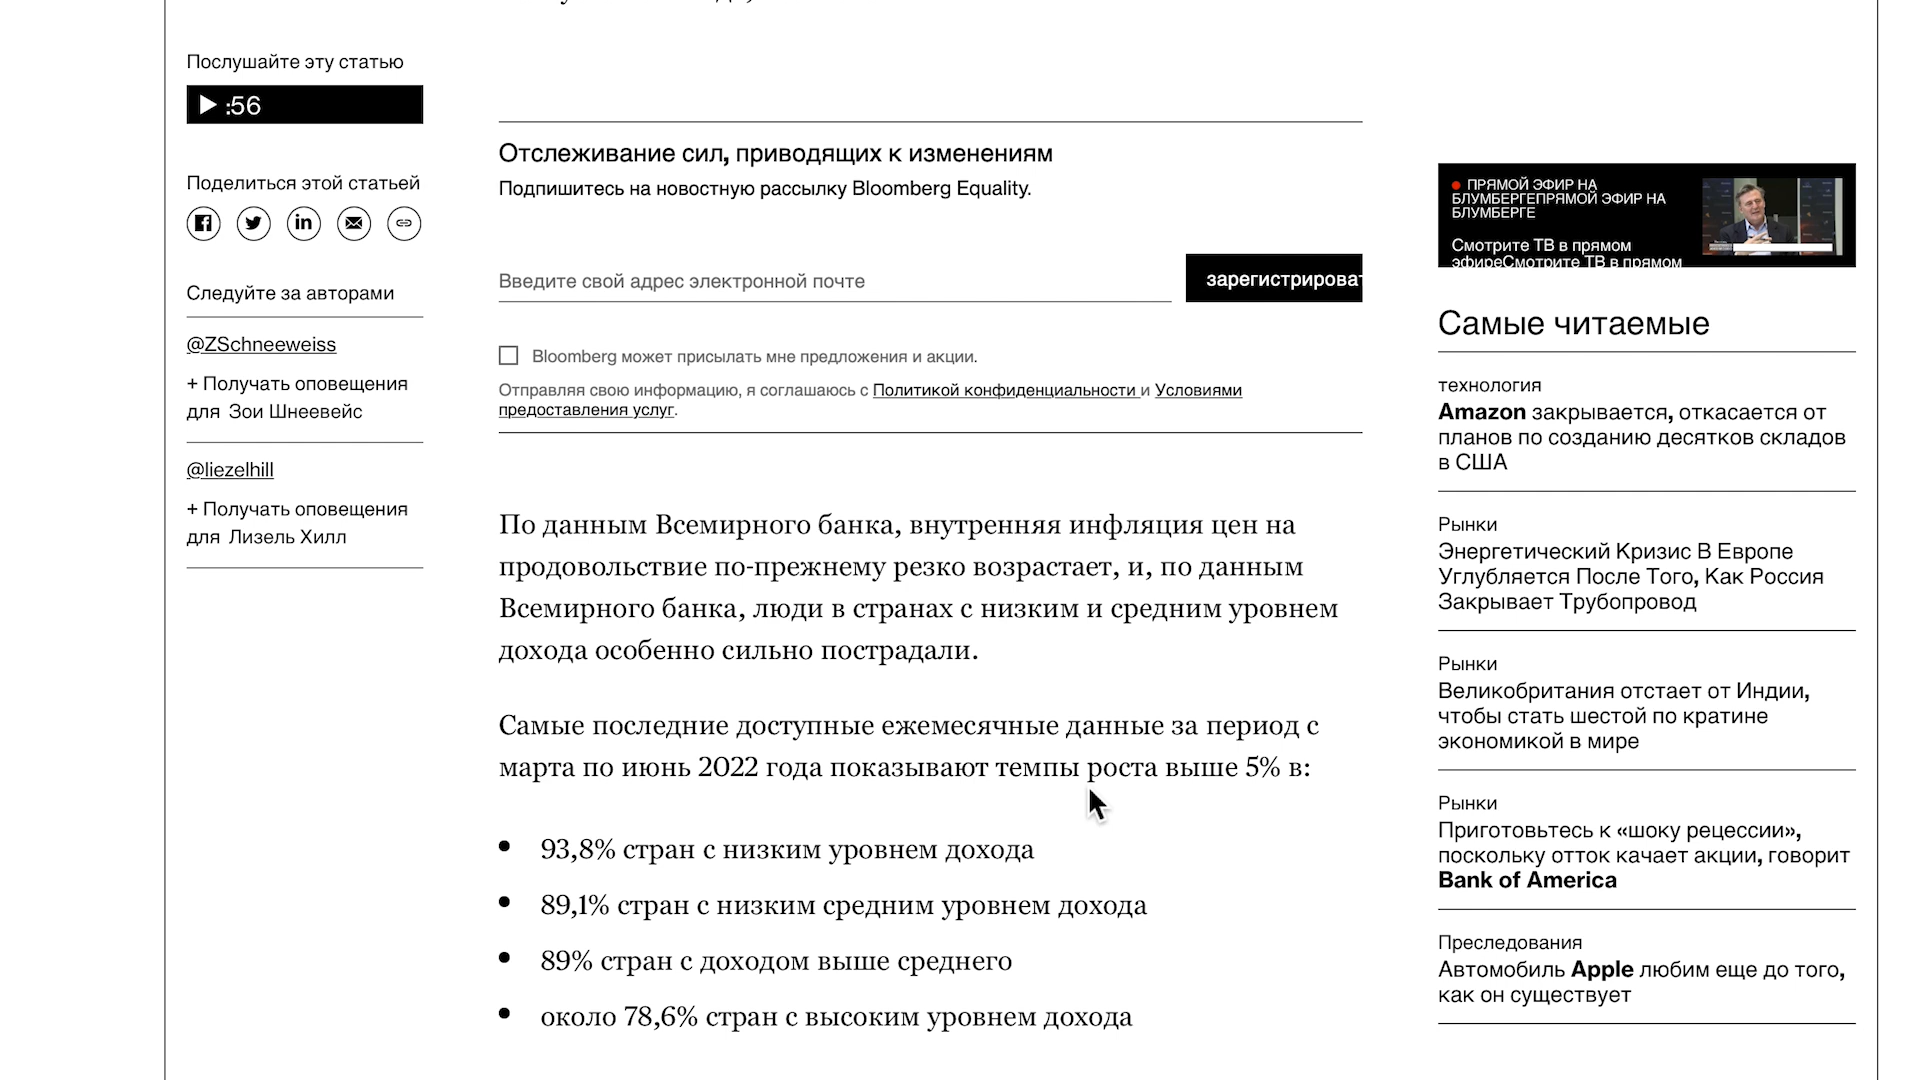 Послушайте эту статью
:56
Поделиться этой статьей
Следуйте за авторами
@ZSchneeweiss
+ Получать оповещения
для Зои Шнеевейс
@liezelhill
+ Получать оповещения
для Лизель Хилл
Отслеживание сил, приводящих к изменениям
Подпишитесь на новостную рассылку Bloomberg Equality.
Введите свой адрес электронной почте
зарегистрироват
Bloomberg может присылать мне предложения и акции.
Отправляя свою информацию, я соглашаюсь с Политикой конфиденциальности и Условиями
предоставления услуг.
По данным Всемирного банка, внутренняя инфляция цен на
продовольствие по-прежнему резко возрастает, и, по данным
Всемирного банка, люди в странах с низким и средним уровнем
дохода особенно сильно пострадали.
Самые последние доступные ежемесячные данные за период с
марта по июнь 2022 года показывают темпы роста выше 5% в:
• 93,8% стран с низким уровнем дохода
• 89,1% стран с низким средним уровнем дохода
• 89% стран с доходом выше среднего
• около 78,6% стран с высоким уровнем дохода
ПРЯМОЙ ЭФИР НА
БЛУМБЕРГЕПРЯМОЙ ЭФИР НА
БЛУМБЕРГЕ
Смотрите ТВ в прямом
эфиреСмотрите ТВ в прямом
Самые читаемые
технология
Amazon закрывается, откасается от
планов по созданию десятков складов
в США
Рынки
Энергетический Кризис В Европе
Углубляется После Того, Как Россия
Закрывает Трубопровод
Рынки
Великобритания отстает от Индии,
чтобы стать шестой по кратине
экономикой в мире
Рынки
Приготовьтесь к «шоку рецессии»,
поскольку отток качает акции, говорит
Bank of America
Преследования
Автомобиль Apple любим еще до того,
как он существует